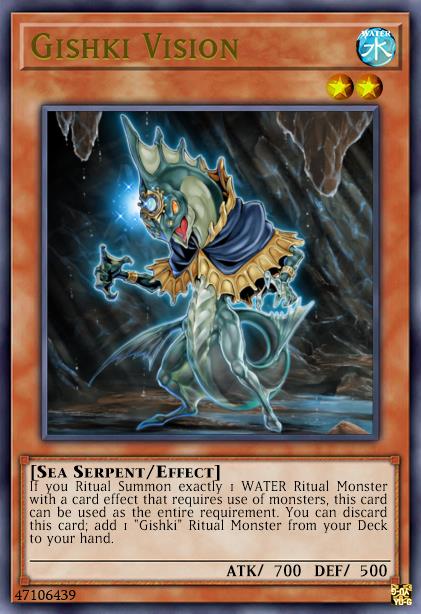 GISHKI VISION
WATER
水
[SEA SERPENT/EFFECT]
If you Ritual Summon exactly 1 WATER Ritual Monster
with a card effect that requires use of monsters, this card
can be used as the entire requirement. You can discard
this card; add 1 "Gishki" Ritual Monster from your Deck
to your hand.
ATK/ 700 DEF/ 500
47106439